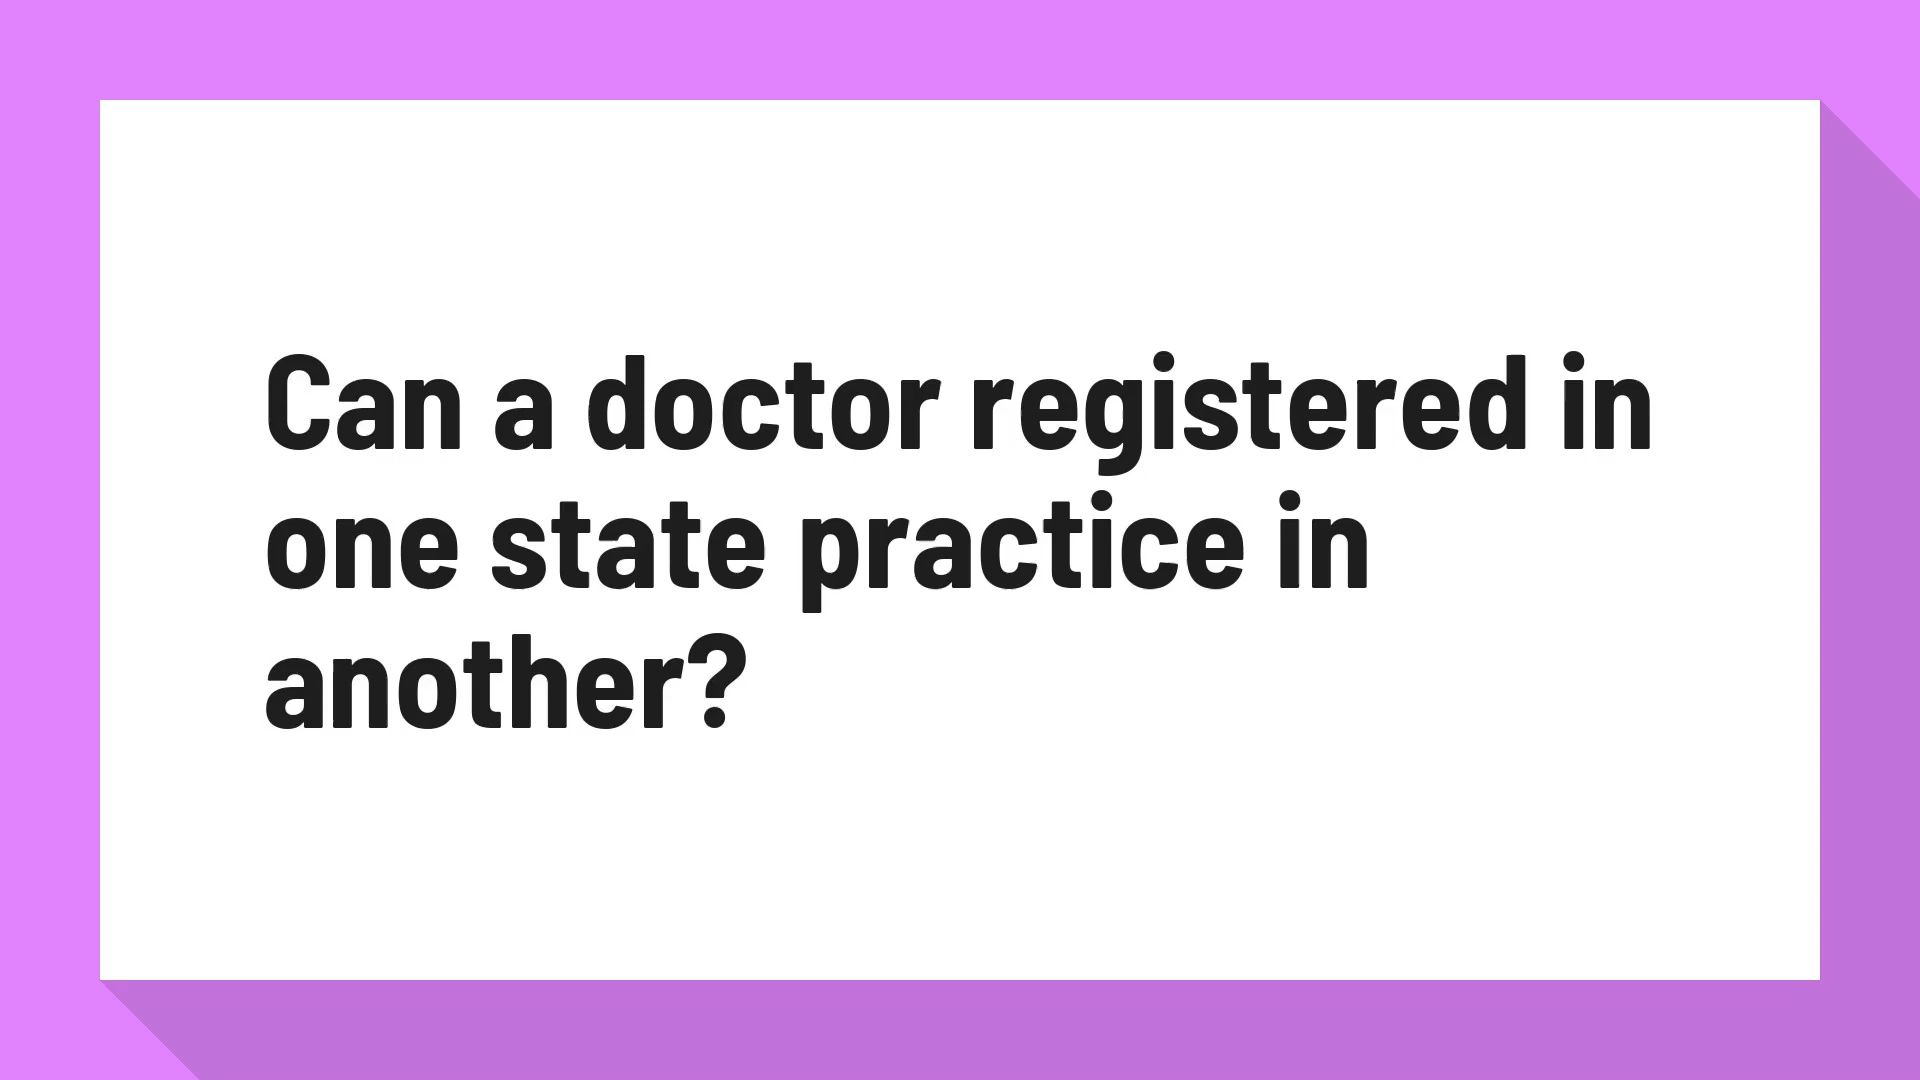 Can a doctor registered in
one state practice in
another?